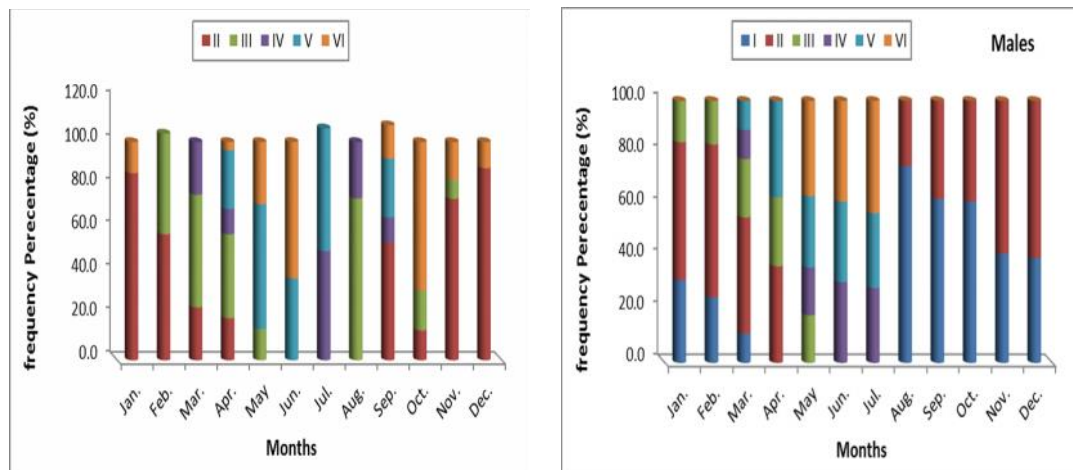 II III IV V VI
120.0
100.0
80.0
60.0
40.0
20.0
0.0
frequency Perecentage (%)
Jan. Feb. Mar. Apr. May Jun. Jul. Aug. Sep. Oct. Nov. Dec.
Months
I II III IV V VI
Males
100.0
80.0
60.0
40.0
20.0
0.0
frequency Perecentage (%)
Jan. Feb. Mar. Apr. May Jun. Jul. Aug. Sep. Oct. Nov. Dec.
Months